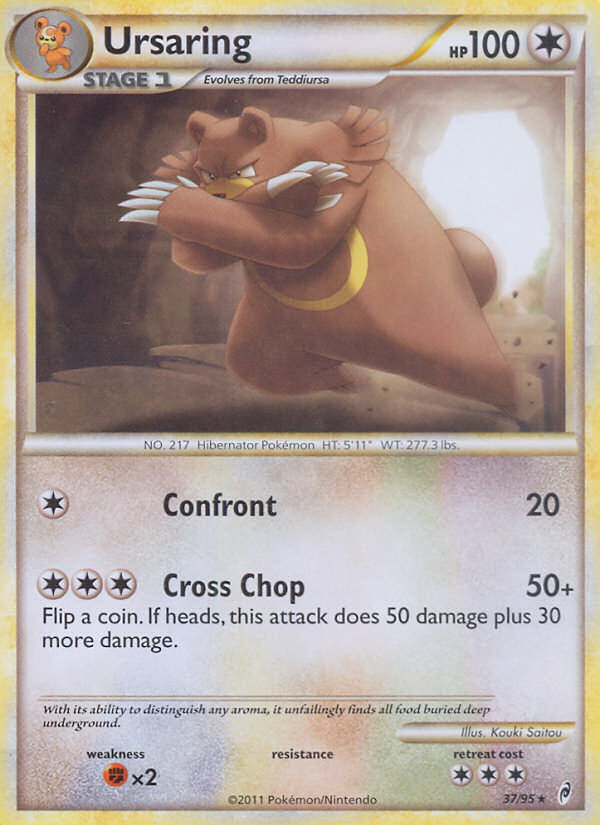 Ursaring
HP100
STAGE 1
Evolves from Teddiursa
NO. 217 Hibernator Pokémon HT: 5'11" WT: 277.3 lbs.
Confront 20
Cross Chop 50+
Flip a coin. If heads, this attack does 50 damage plus 30
more damage.
With its ability to distinguish any aroma, it unfailingly finds all food buried deep
underground.
Illus. Kouki Saitou
weakness resistance retreat cost
×2
©2011 Pokémon/Nintendo
37/95★